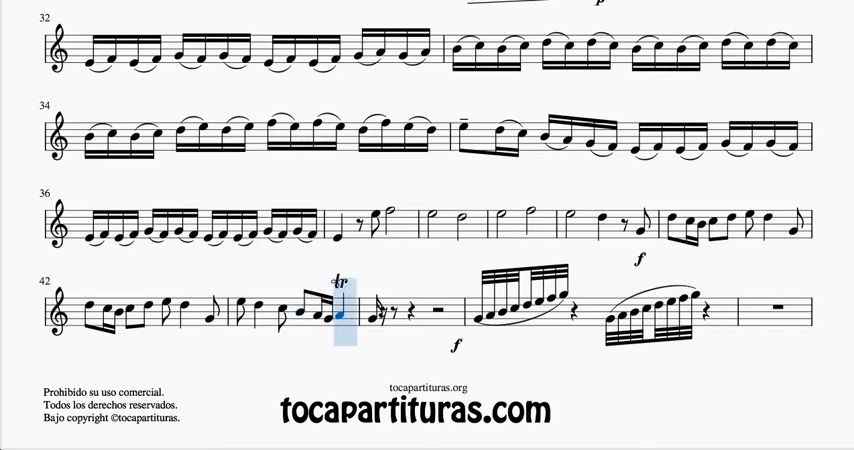 p
32
34
36
f
42
tr
f
Prohibido su uso comercial.
Todos los derechos reservados.
Bajo copyright ©tocapartituras.
tocapartituras.org
tocapartituras.com